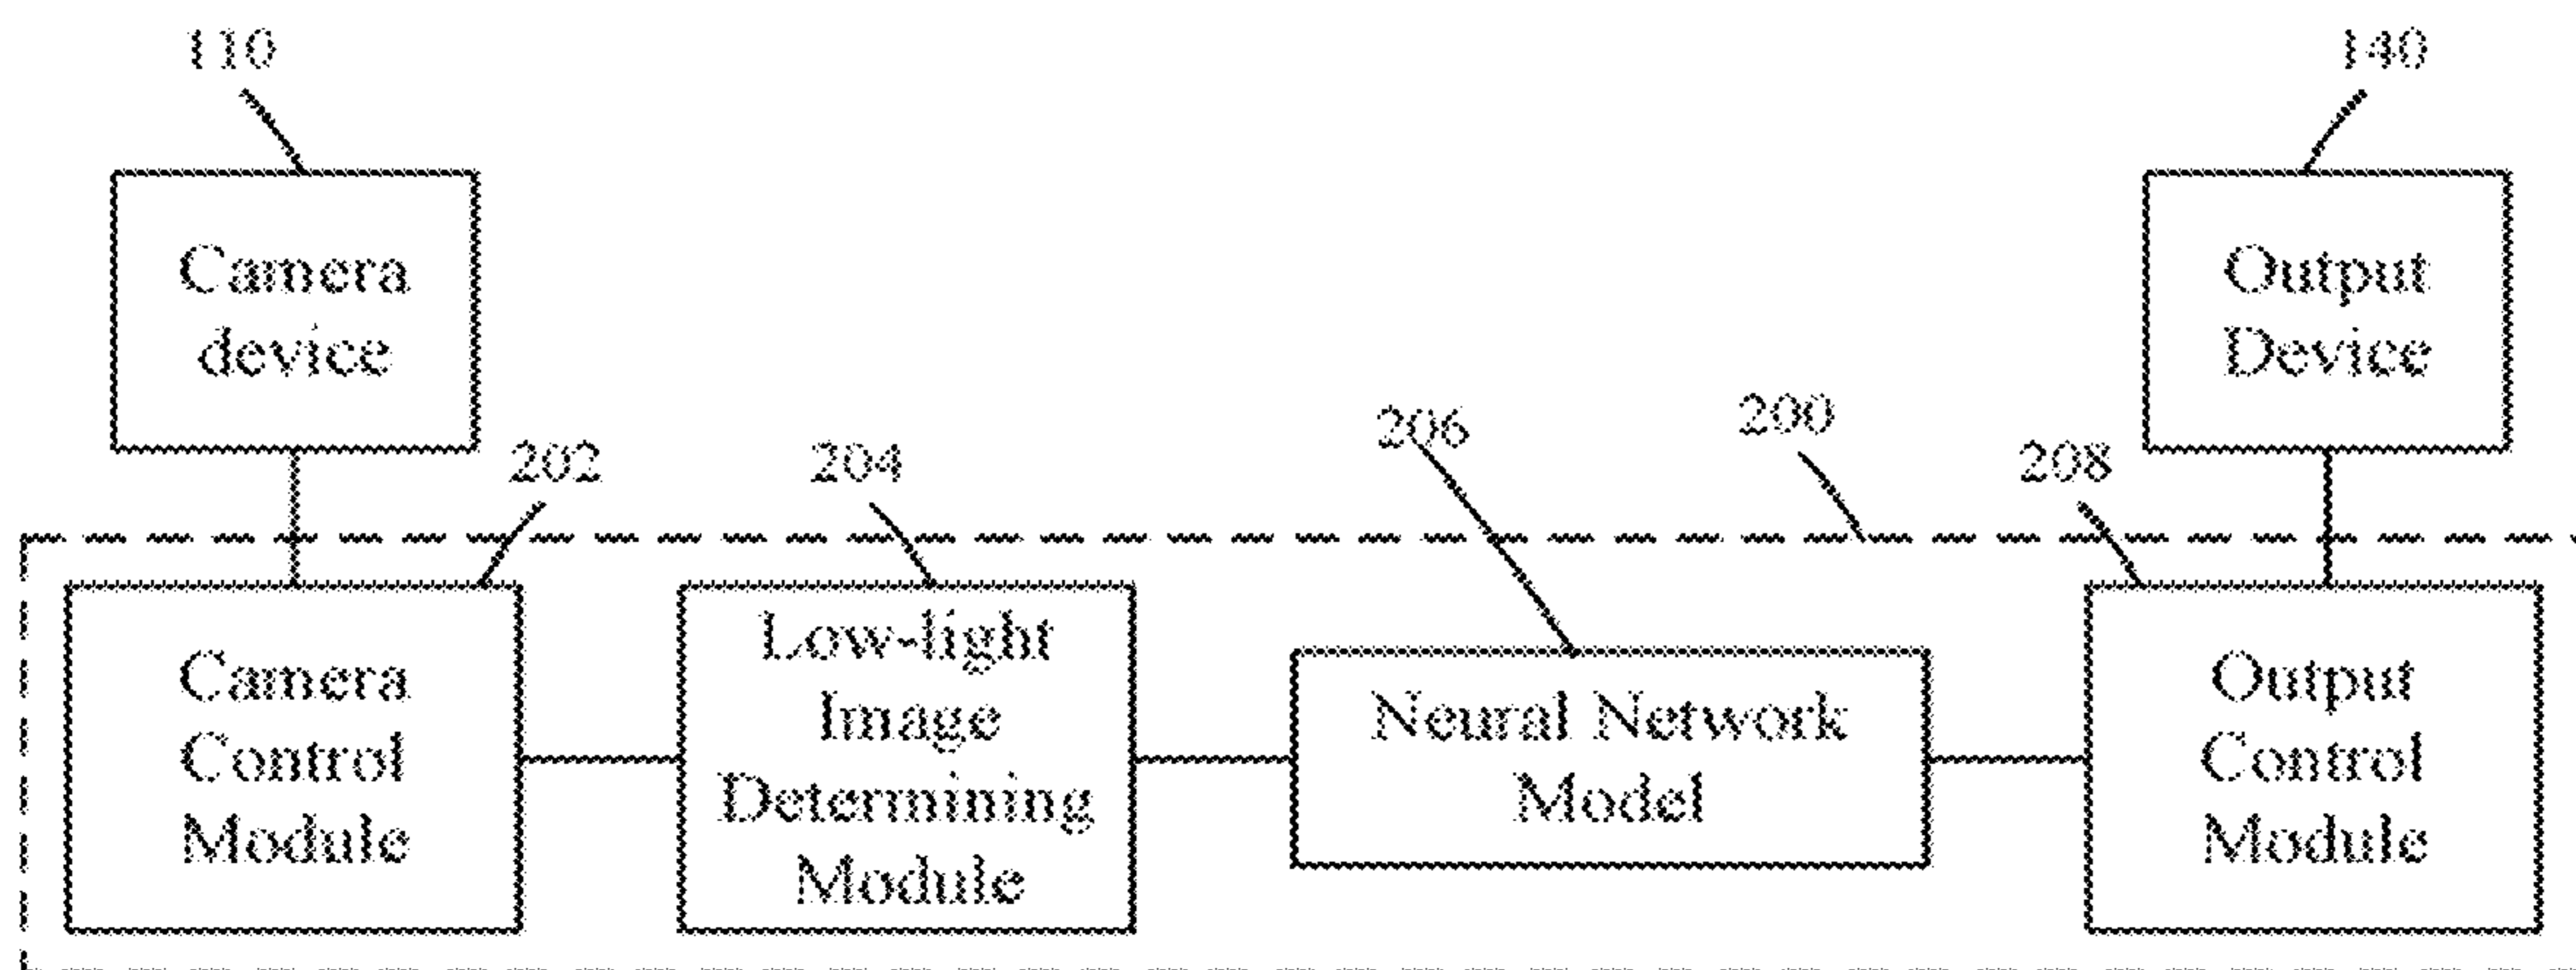 110
140
Camera
device
Output
Device
202
204
206
200
208
Camera
Control
Module
Low-light
Image
Determining
Module
Neural Network
Model
Output
Control
Module